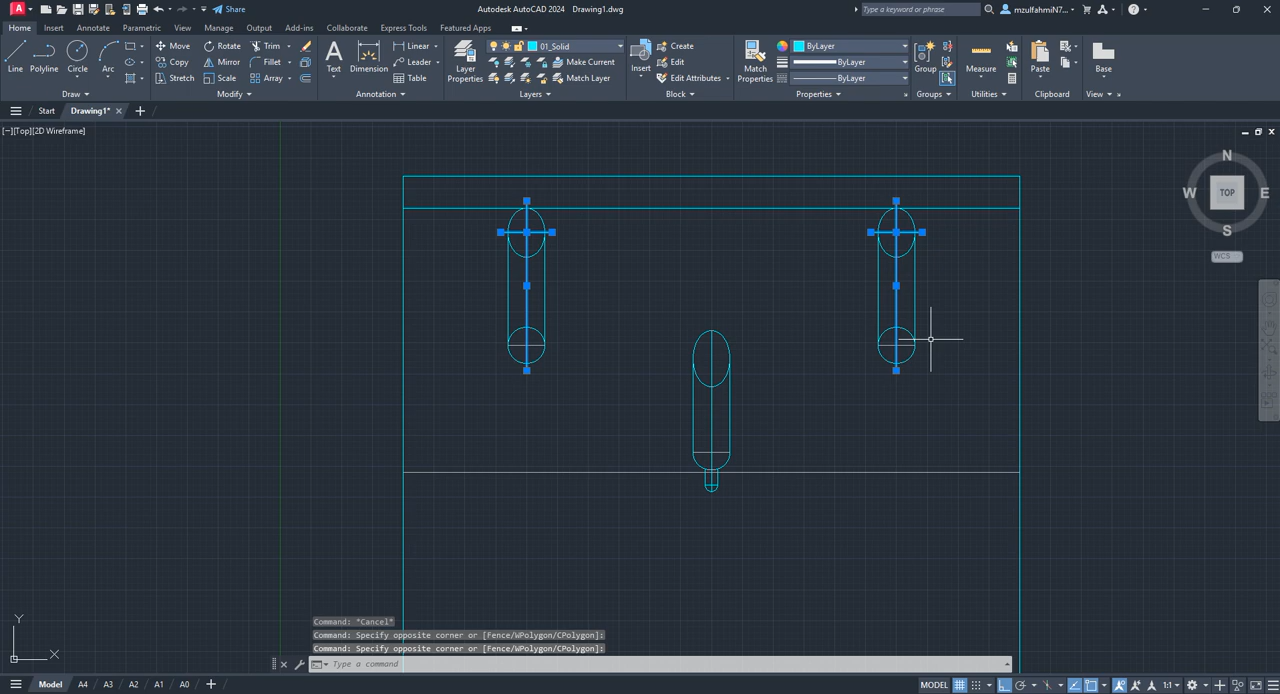 A Share Autodesk AutoCAD 2024 Drawing1.dwg Type a keyword or phrase mzulfahmiN7... ?
Home Insert Annotate Parametric View Manage Output Add-ins Collaborate Express Tools Featured Apps
Line
Polyline
Circle
Arc
Move
Rotate
Trim
Copy
Mirror
Fillet
Stretch
Scale
Array
Draw
Modify
A
Text
Dimension
Linear
Leader
Table
Annotation
Layer
Properties
01_Solid
Make Current
Match Layer
Layers
Insert
Create
Edit
Edit Attributes
Block
Match
Properties
ByLayer
ByLayer
ByLayer
Properties
Group
Groups
Measure
Utilities
Paste
Clipboard
Base
View
Start Drawing1*
[−][Top][2D Wireframe]
N
W TOP E
S
WCS
Command: *Cancel*
Command: Specify opposite corner or [Fence/WPolygon/CPolygon]:
Command: Specify opposite corner or [Fence/WPolygon/CPolygon]:
Type a command
Y
X
Model A4 A3 A2 A1 A0 MODEL 1:1